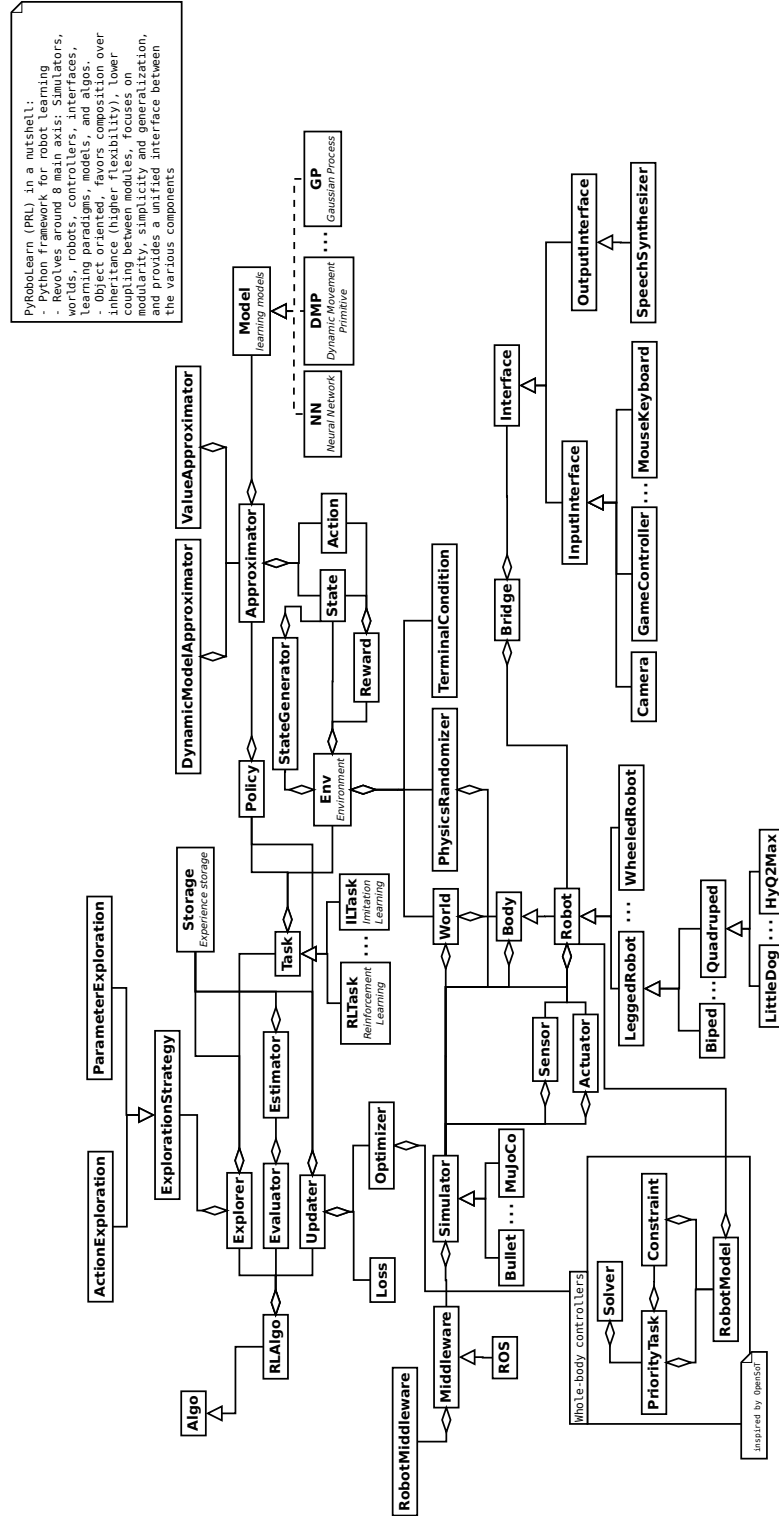 PyRoboLearn (PRL) in a nutshell:
- Python framework for robot learning
- Revolves around 8 main axis: Simulators,
worlds, robots, controllers, interfaces,
learning paradigms, models, and algos.
- Object oriented, favors composition over
inheritance (higher flexibility), lower
coupling between modules, focuses on
modularity, simplicity and generalization,
and provides a unified interface between
the various components
ActionExploration
ParameterExploration
ExplorationStrategy
Algo
Storage
Experience storage
DynamicModelApproximator
ValueApproximator
Explorer
Policy
Approximator
Model
learning models
RLAlgo
Evaluator
Estimator
Task
StateGenerator
Updater
Env
Environment
State
Action
NN
Neural Network
DMP
Dynamic Movement
Primitive
...
GP
Gaussian Process
RLTask
Reinforcement
Learning
...
ILTask
Imitation
Learning
Reward
Loss
Optimizer
RobotMiddleware
Middleware
Simulator
World
PhysicsRandomizer
TerminalCondition
ROS
Bullet
...
MuJoCo
Body
Bridge
Interface
Sensor
Robot
Actuator
InputInterface
OutputInterface
Whole-body controllers
Solver
LeggedRobot
...
WheeledRobot
Camera
GameController
...
MouseKeyboard
SpeechSynthesizer
PriorityTask
Constraint
Biped
...
Quadruped
RobotModel
LittleDog
...
HyQ2Max
inspired by OpenSoT